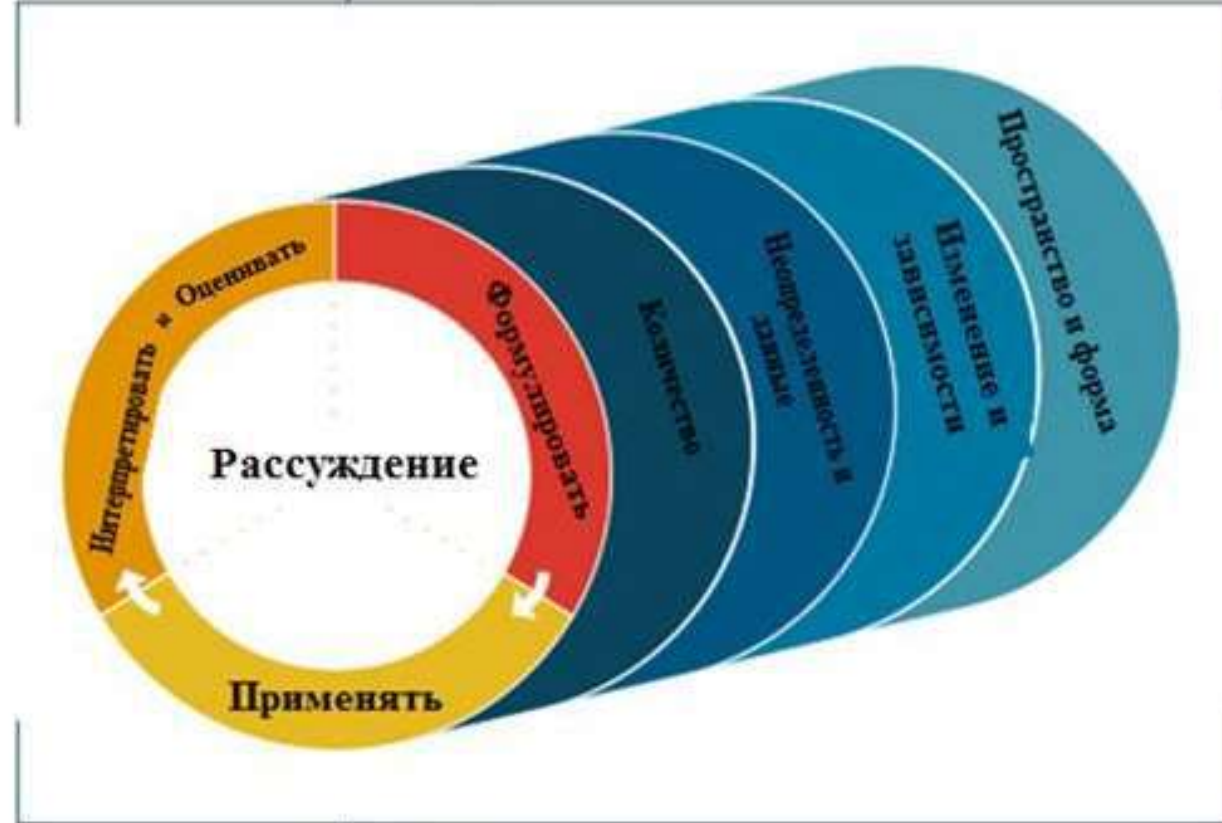 Интерпретировать и Оценивать
Формулировать
Рассуждение
Применять
Количество
Неопределенность и
данные
Изменение и
зависимости
Пространство и форма